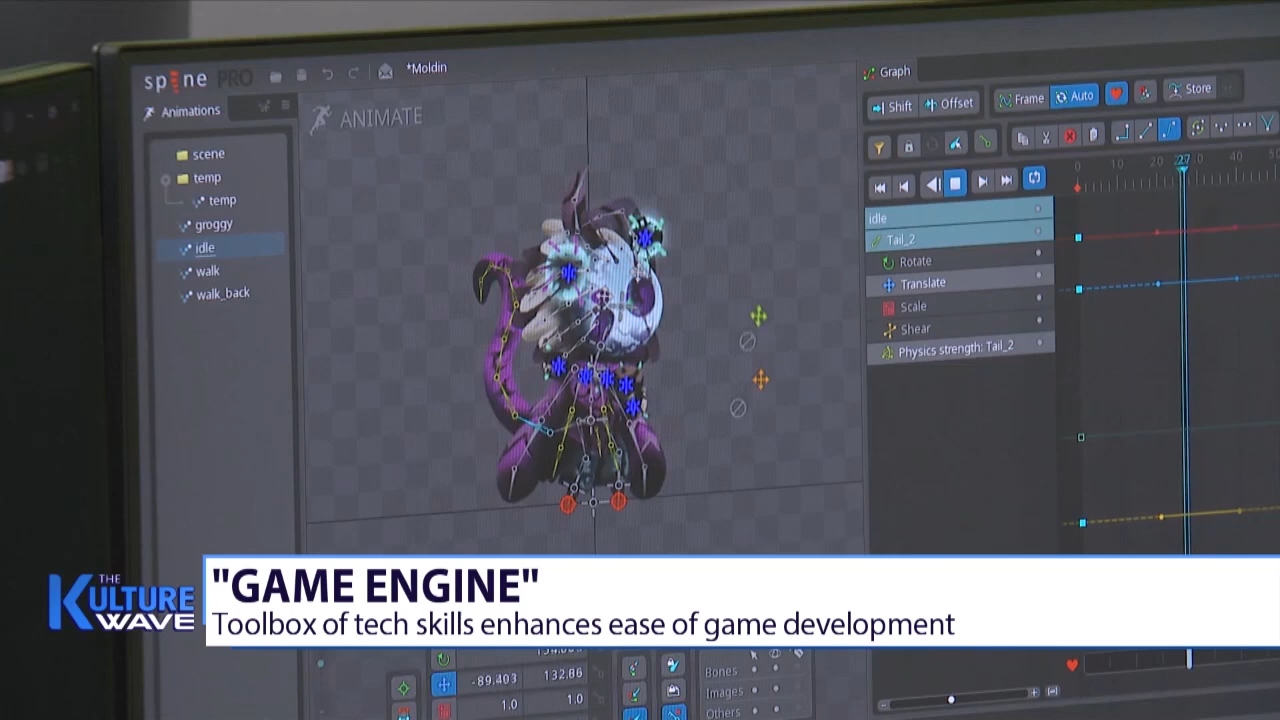 spine PRO
*Moldin
Animations
ANIMATE
scene
temp
temp
groggy
idle
walk
walk_back
Graph
Shift
Offset
Frame
Auto
Store
0
10
20
27
40
idle
Tail_2
Rotate
Translate
Scale
Shear
Physics strength: Tail_2
THE
KULTURE
WAVE
"GAME ENGINE"
Toolbox of tech skills enhances ease of game development
-89.403
132.86
1.0
1.0
Bones
Images
Others